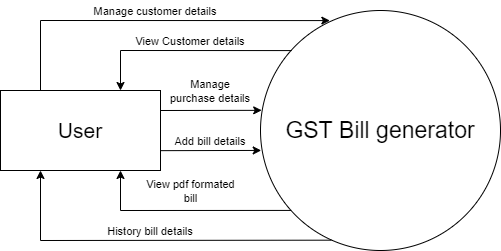 Manage customer details
View Customer details
Manage
purchase details
User
GST Bill generator
Add bill details
View pdf formated
bill
History bill details